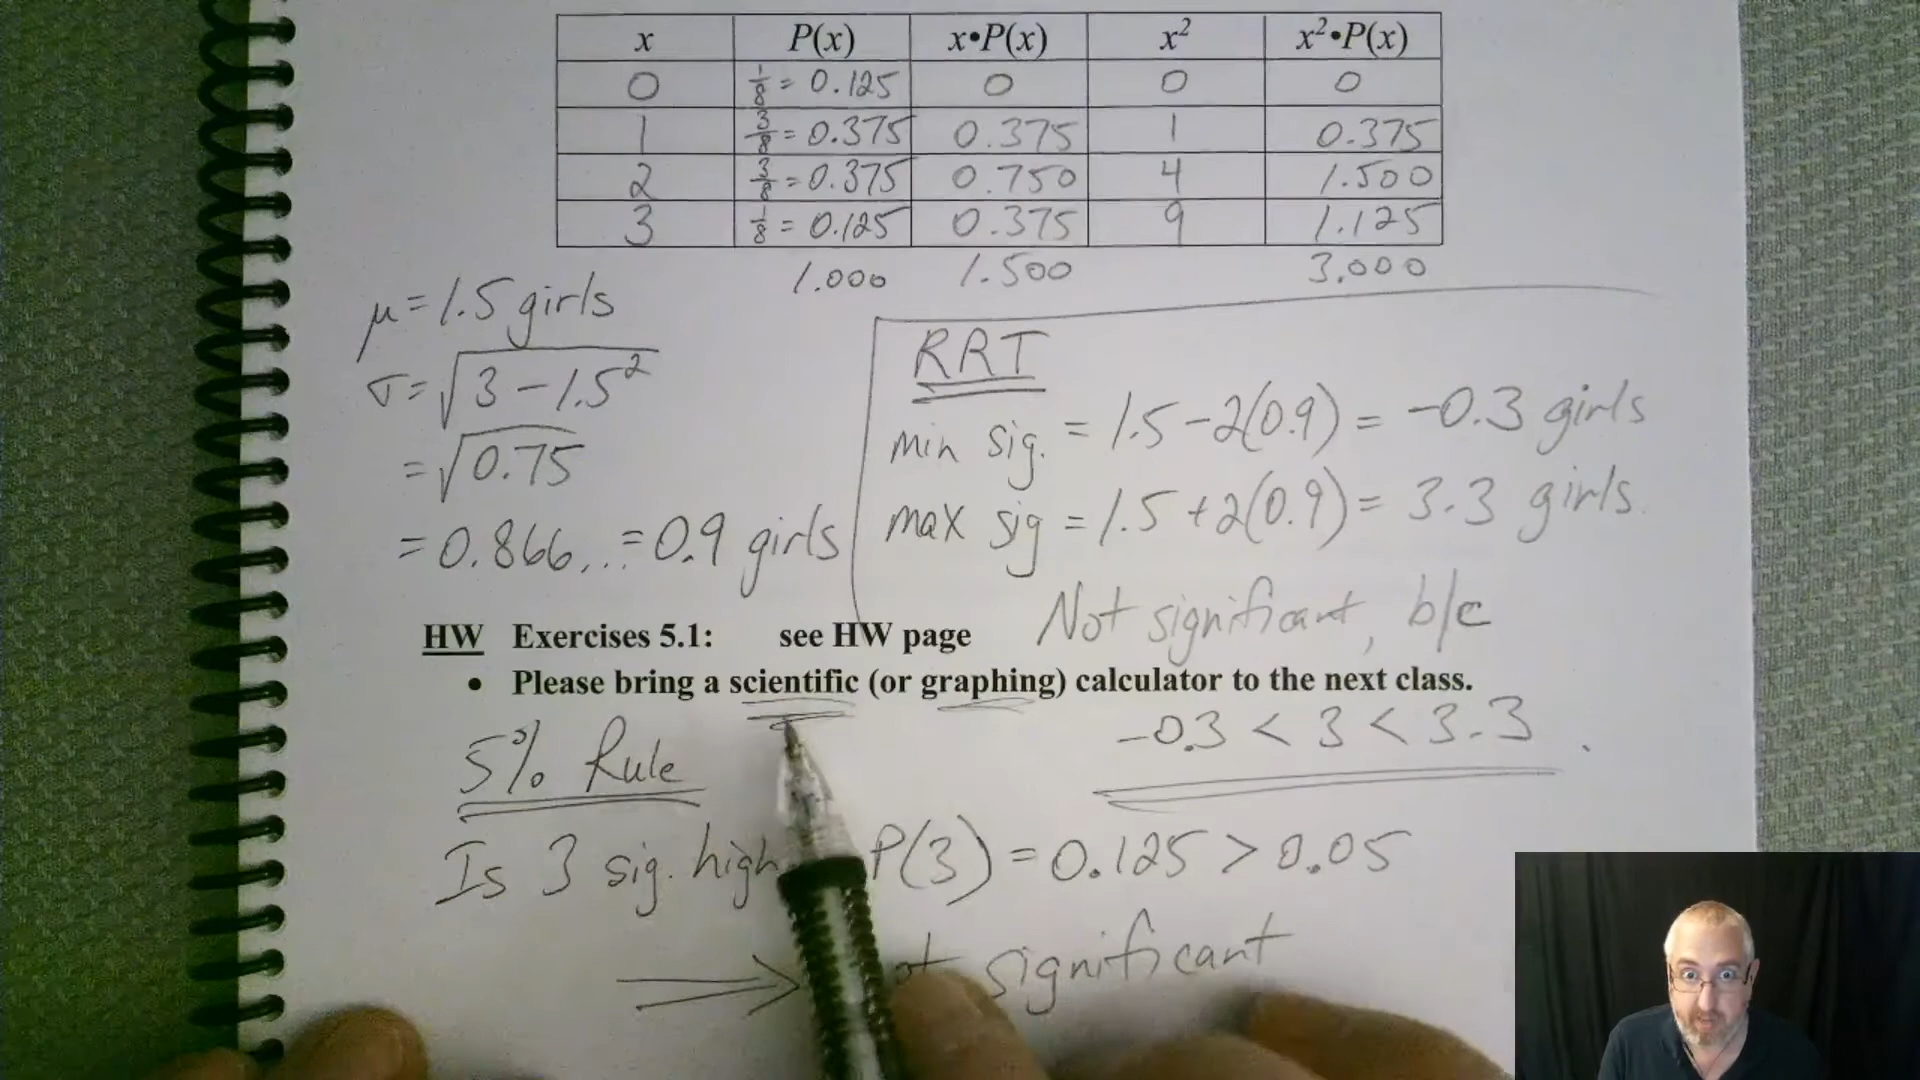 x P(x) x•P(x) x² x²•P(x)
0 1/8 = 0.125 0 0 0
1 3/8 = 0.375 0.375 1 0.375
2 3/8 = 0.375 0.750 4 1.500
3 1/8 = 0.125 0.375 9 1.125
1.000 1.500 3.000
μ = 1.5 girls
σ = √3 − 1.5²
= √0.75
= 0.866... = 0.9 girls
RRT
min sig. = 1.5 − 2(0.9) = −0.3 girls
max sig = 1.5 + 2(0.9) = 3.3 girls.
Not significant, b/c
HW Exercises 5.1: see HW page
• Please bring a scientific (or graphing) calculator to the next class.
−0.3 < 3 < 3.3 .
5% Rule
Is 3 sig. high P(3) = 0.125 > 0.05
⇒ significant